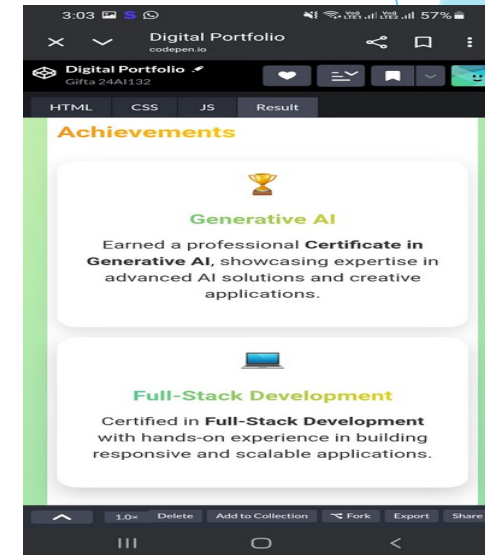 3:03 S 57%
Digital Portfolio
codepen.io
Digital Portfolio
Gifta 24AI132
HTML CSS JS Result
Achievements
Generative AI
Earned a professional Certificate in
Generative AI, showcasing expertise in
advanced AI solutions and creative
applications.
Full-Stack Development
Certified in Full-Stack Development
with hands-on experience in building
responsive and scalable applications.
1.0× Delete Add to Collection Fork Export Share